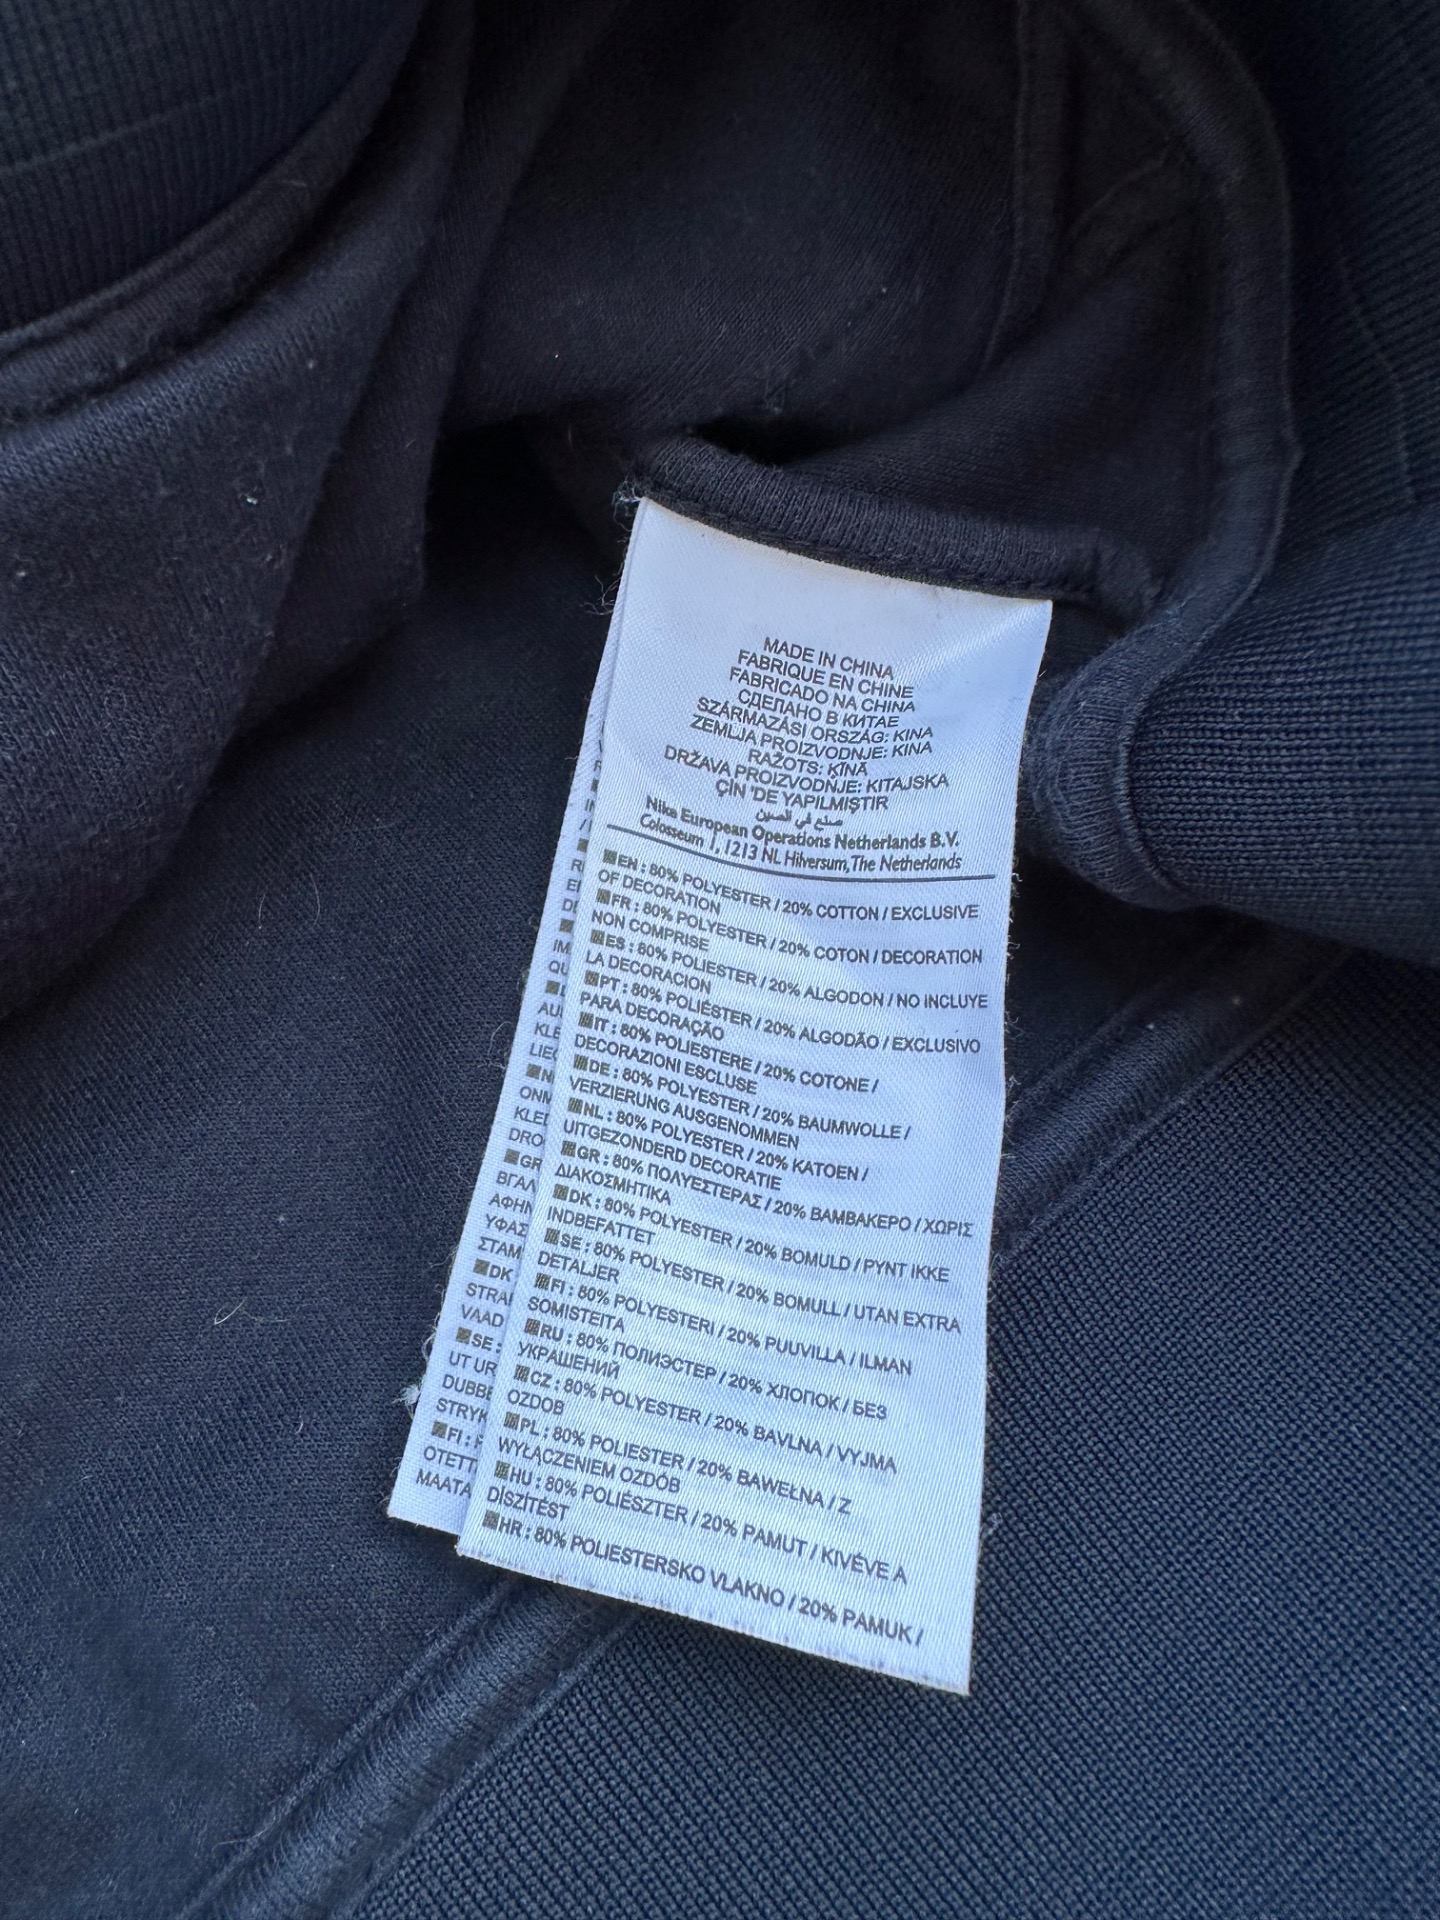 MADE IN CHINA
FABRIQUE EN CHINE
FABRICADO NA CHINA
СДЕЛАНО В КИТАЕ
SZÁRMAZÁSI ORSZÁG: KINA
ZEMLJA PROIZVODNJE: KINA
RAŽOTS: ĶĪNĀ
DRŽAVA PROIZVODNJE: KITAJSKA
ÇİN 'DE YAPILMIŞTIR
صنع في الصين
Nike European Operations Netherlands B.V.
Colosseum 1, 1213 NL Hilversum, The Netherlands
EN : 80% POLYESTER / 20% COTTON / EXCLUSIVE
OF DECORATION
FR : 80% POLYESTER / 20% COTON / DECORATION
NON COMPRISE
ES : 80% POLIESTER / 20% ALGODON / NO INCLUYE
LA DECORACION
PT : 80% POLIÉSTER / 20% ALGODÃO / EXCLUSIVO
PARA DECORAÇÃO
IT : 80% POLIESTERE / 20% COTONE /
DECORAZIONI ESCLUSE
DE : 80% POLYESTER / 20% BAUMWOLLE /
VERZIERUNG AUSGENOMMEN
NL : 80% POLYESTER / 20% KATOEN /
UITGEZONDERD DECORATIE
GR : 80% ΠΟΛΥΕΣΤΕΡΑΣ / 20% ΒΑΜΒΑΚΕΡΟ / ΧΩΡΙΣ
ΔΙΑΚΟΣΜΗΤΙΚΑ
DK : 80% POLYESTER / 20% BOMULD / PYNT IKKE
INDBEFATTET
SE : 80% POLYESTER / 20% BOMULL / UTAN EXTRA
DETALJER
FI : 80% POLYESTERI / 20% PUUVILLA / ILMAN
SOMISTEITA
RU : 80% ПОЛИЭСТЕР / 20% ХЛОПОК / БЕЗ
УКРАШЕНИЙ
CZ : 80% POLYESTER / 20% BAVLNA / VYJMA
OZDOB
PL : 80% POLIESTER / 20% BAWEŁNA / Z
WYŁĄCZENIEM OZDÓB
HU : 80% POLIÉSZTER / 20% PAMUT / KIVÉVE A
DÍSZÍTÉST
HR : 80% POLIESTERSKO VLAKNO / 20% PAMUK /
GR
DK
SE :
UT UR
FI :